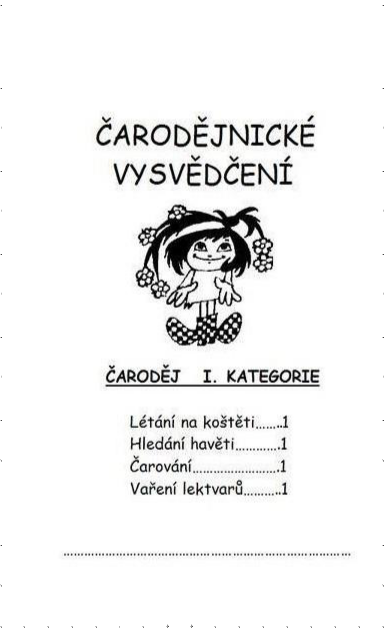 ČARODĚJNICKÉ
VYSVĚDČENÍ
ČARODĚJ I. KATEGORIE
Létání na koštěti……..1
Hledání havěti………….1
Čarování…………………….1
Vaření lektvarů………..1
……………………………………………………………………